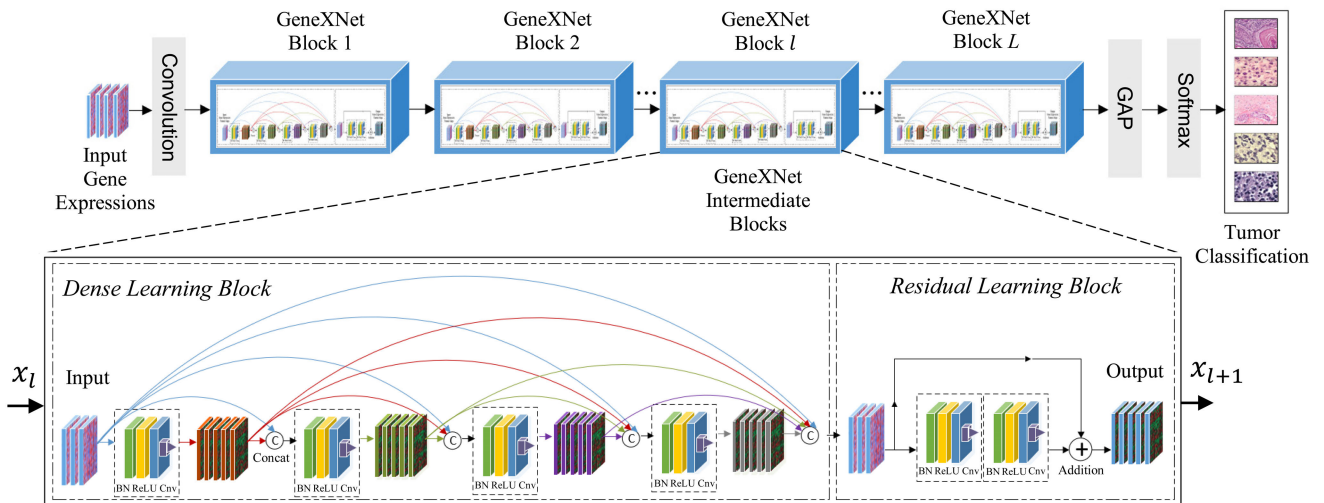 GeneXNet
Block 1
GeneXNet
Block 2
GeneXNet
Block l
GeneXNet
Block L
Convolution
...
...
GAP
Softmax
Input
Gene
Expressions
GeneXNet
Intermediate
Blocks
Tumor
Classification
Dense Learning Block
Residual Learning Block
x_l
Input
Output
x_{l+1}
C
C
C
C
Concat
+
Addition
BN ReLU Cnv
BN ReLU Cnv
BN ReLU Cnv
BN ReLU Cnv
BN ReLU Cnv
BN ReLU Cnv